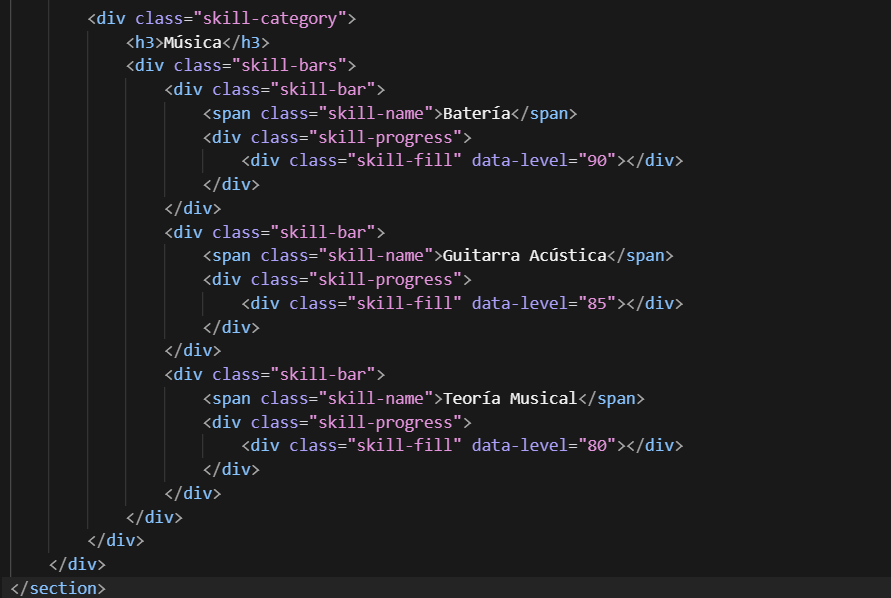 <div class="skill-category">
<h3>Música</h3>
<div class="skill-bars">
<div class="skill-bar">
<span class="skill-name">Batería</span>
<div class="skill-progress">
<div class="skill-fill" data-level="90"></div>
</div>
</div>
<div class="skill-bar">
<span class="skill-name">Guitarra Acústica</span>
<div class="skill-progress">
<div class="skill-fill" data-level="85"></div>
</div>
</div>
<div class="skill-bar">
<span class="skill-name">Teoría Musical</span>
<div class="skill-progress">
<div class="skill-fill" data-level="80"></div>
</div>
</div>
</div>
</div>
</div>
</section>